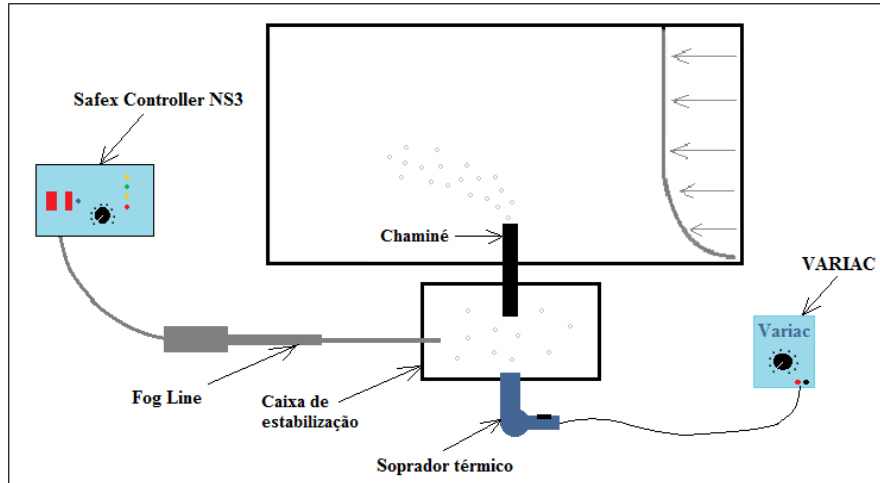 Safex Controller NS3
Chaminé
VARIAC
Variac
Fog Line
Caixa de
estabilização
Soprador térmico